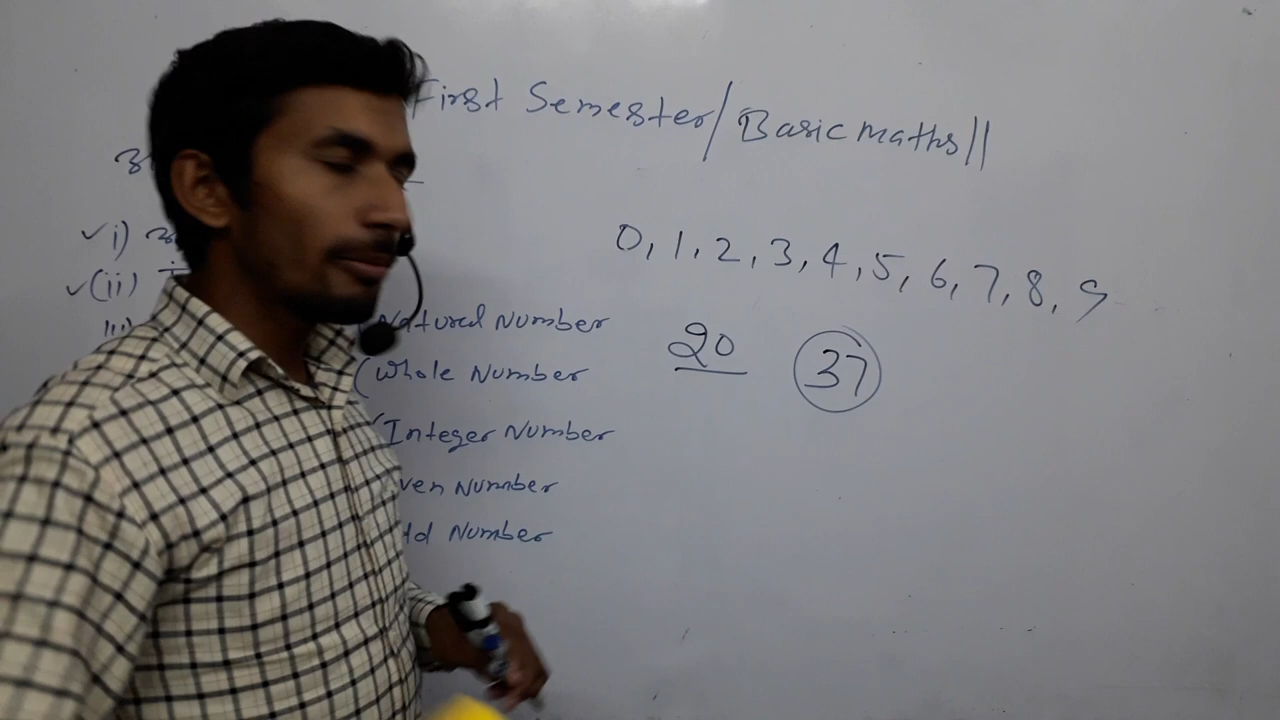 First Semester/Basic maths||
i)
(ii)
0, 1, 2, 3, 4, 5, 6, 7, 8, 9
Natural Number
20 37
(Whole Number
(Integer Number
ven Number
dd Number